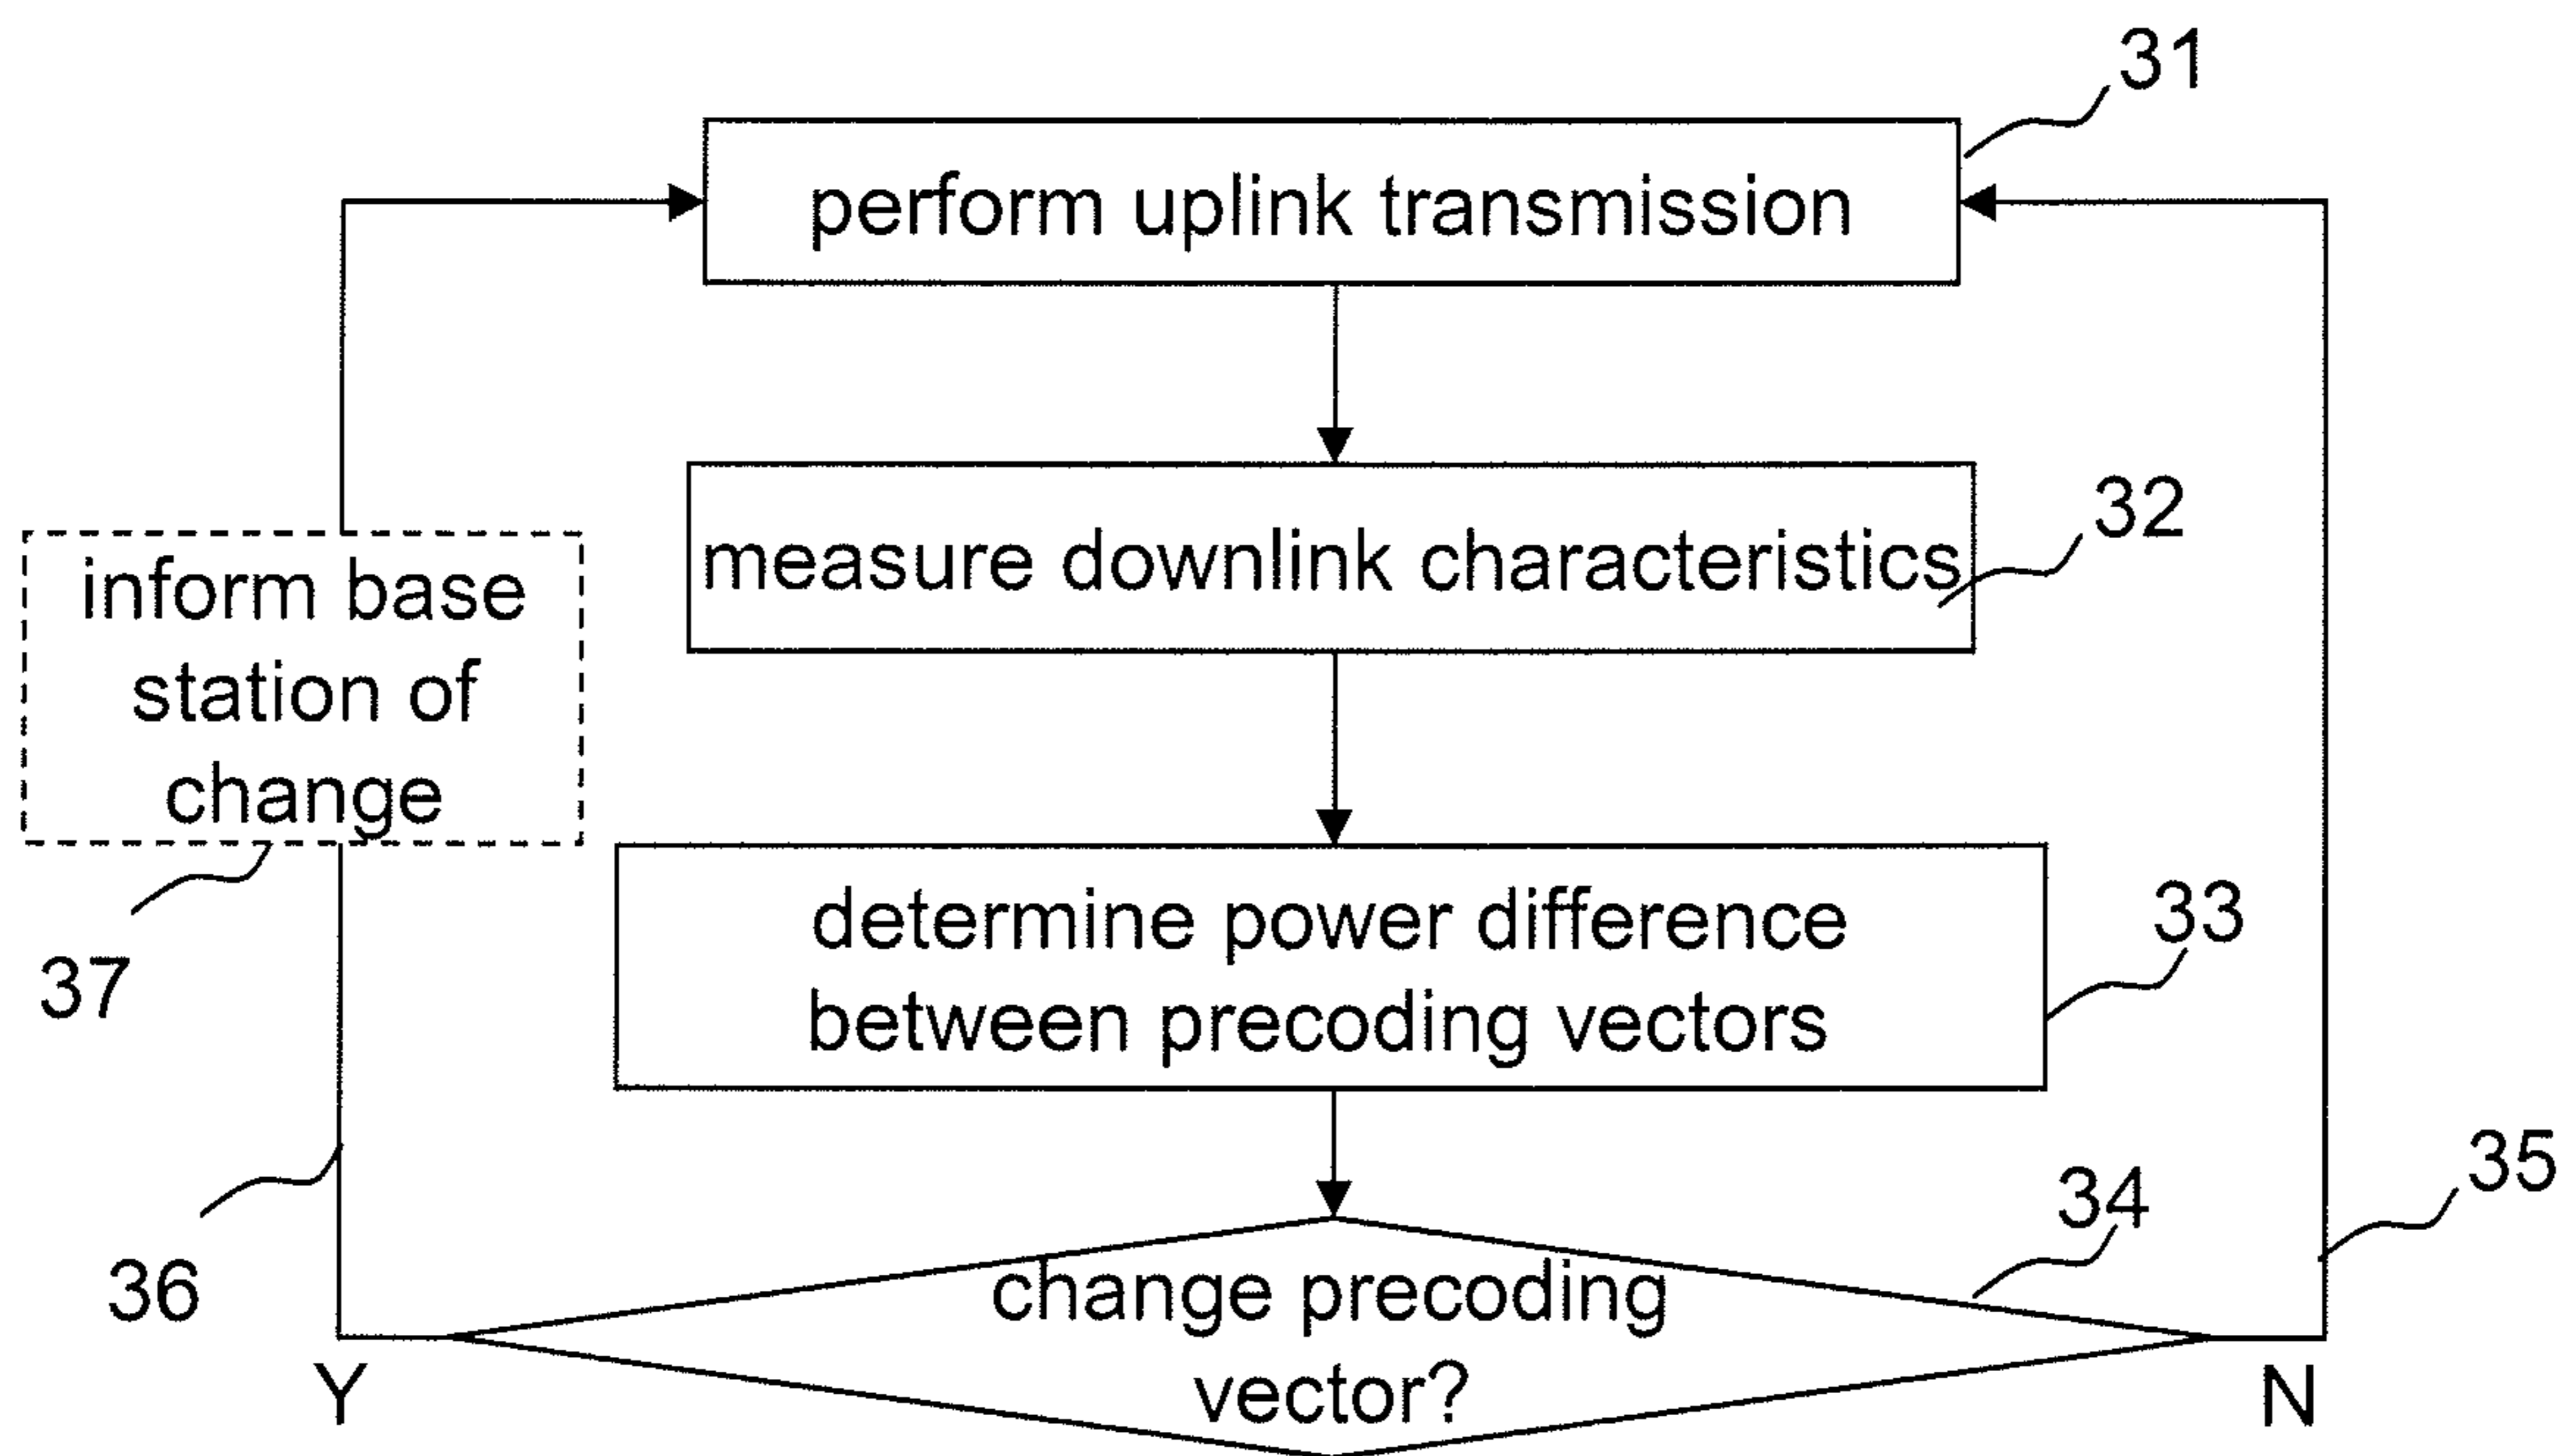 31
perform uplink transmission
32
measure downlink characteristics
inform base
station of
change
37
determine power difference
between precoding vectors
33
36
34
35
change precoding
vector?
Y
N